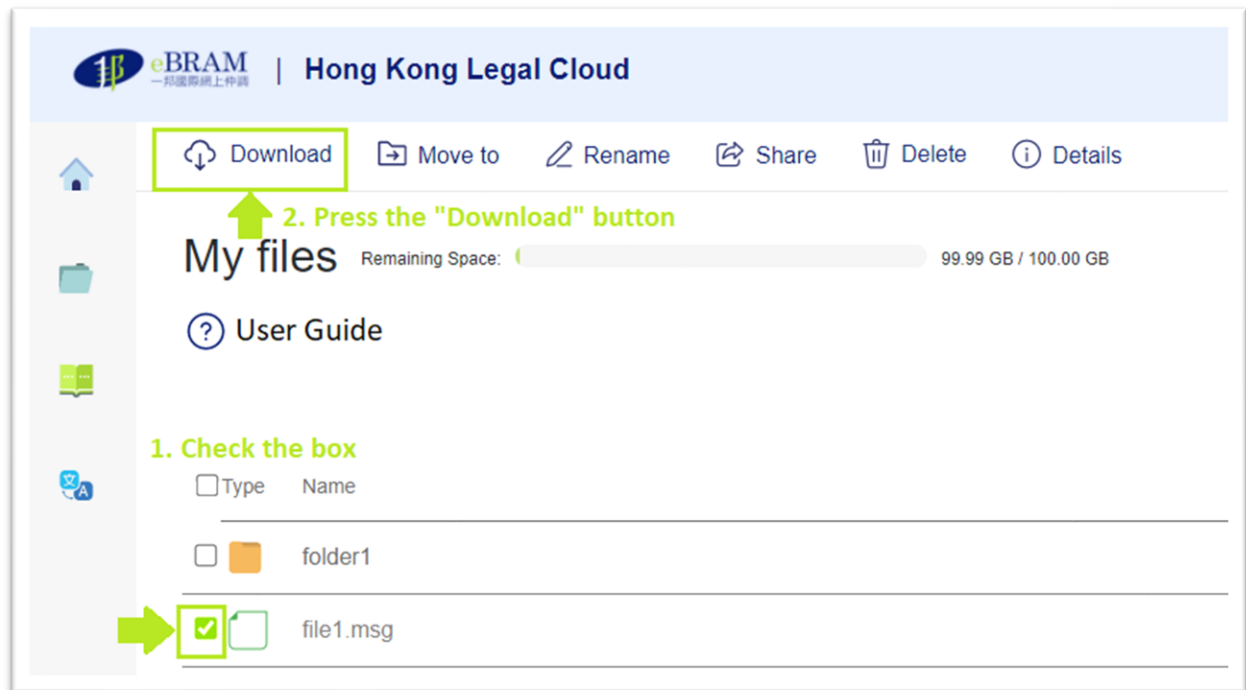 邦 eBRAM | Hong Kong Legal Cloud
一邦國際網上仲調
Download Move to Rename Share Delete Details
2. Press the "Download" button
My files Remaining Space: 99.99 GB / 100.00 GB
? User Guide
1. Check the box
Type Name
folder1
file1.msg
文 A